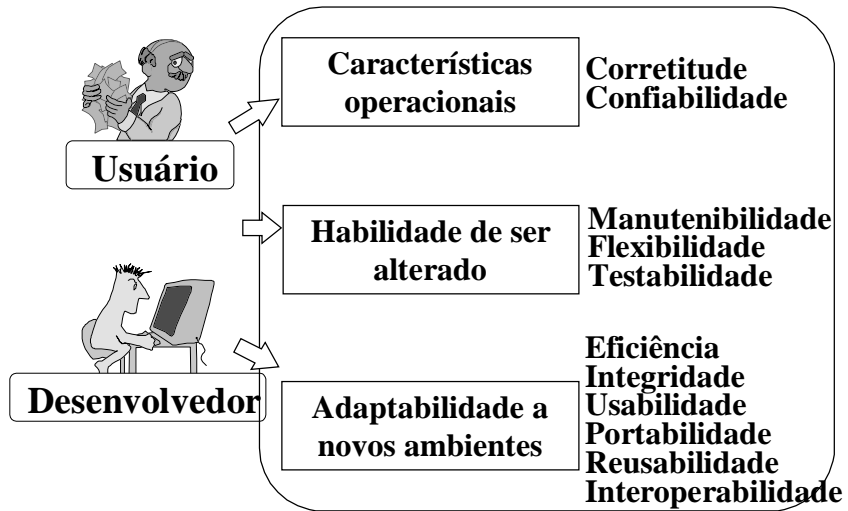 Características
operacionais
Corretitude
Confiabilidade
Usuário
Habilidade de ser
alterado
Manutenibilidade
Flexibilidade
Testabilidade
Desenvolvedor
Adaptabilidade a
novos ambientes
Eficiência
Integridade
Usabilidade
Portabilidade
Reusabilidade
Interoperabilidade